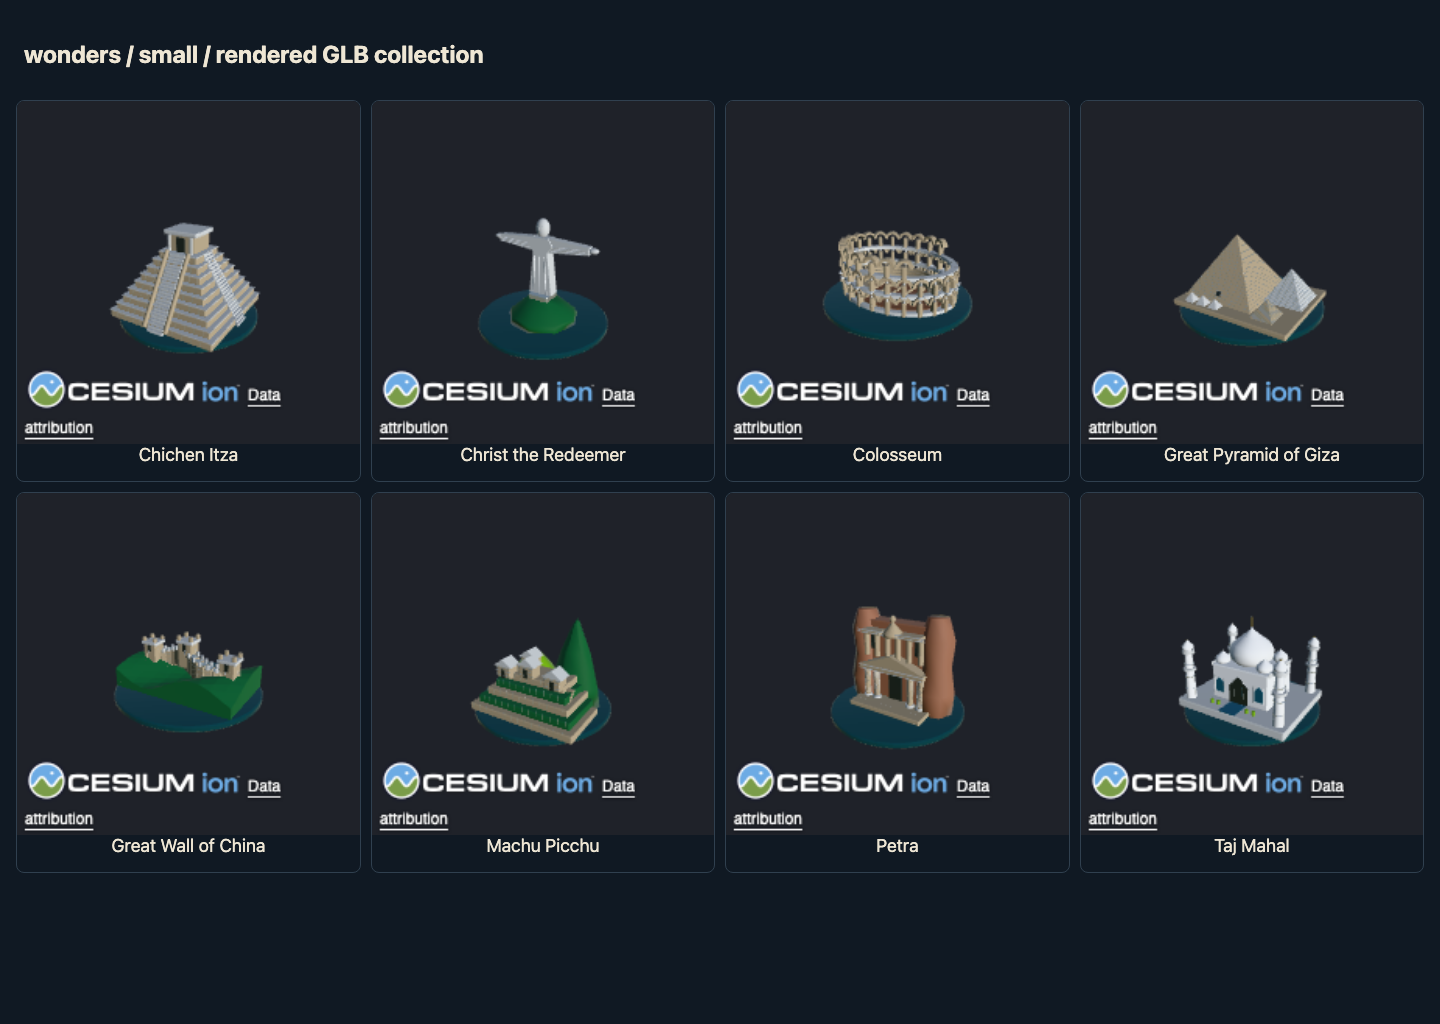 wonders / small / rendered GLB collection
CESIUM ion Data
attribution
Chichen Itza
CESIUM ion Data
attribution
Christ the Redeemer
CESIUM ion Data
attribution
Colosseum
CESIUM ion Data
attribution
Great Pyramid of Giza
CESIUM ion Data
attribution
Great Wall of China
CESIUM ion Data
attribution
Machu Picchu
CESIUM ion Data
attribution
Petra
CESIUM ion Data
attribution
Taj Mahal